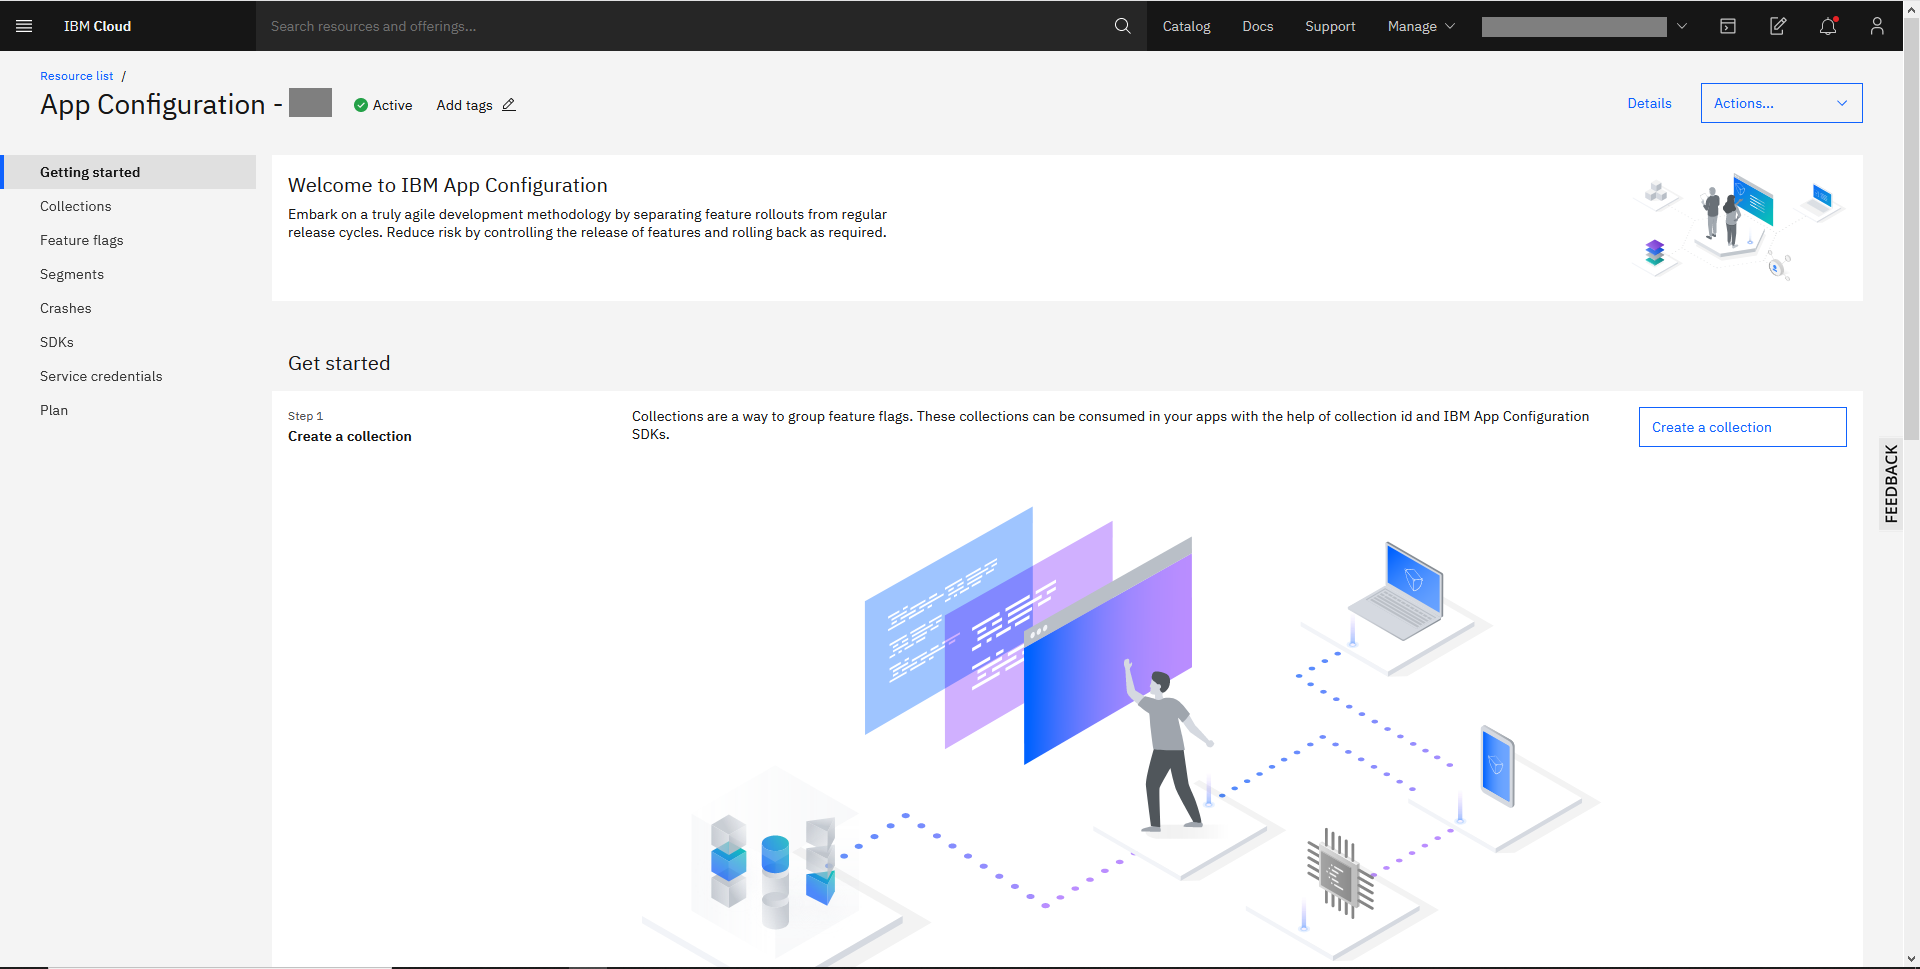 IBM Cloud
Search resources and offerings...
Catalog
Docs
Support
Manage
Resource list /
App Configuration -
Active
Add tags
Details
Actions...
Getting started
Collections
Feature flags
Segments
Crashes
SDKs
Service credentials
Plan
Welcome to IBM App Configuration
Embark on a truly agile development methodology by separating feature rollouts from regular
release cycles. Reduce risk by controlling the release of features and rolling back as required.
Get started
Step 1
Create a collection
Collections are a way to group feature flags. These collections can be consumed in your apps with the help of collection id and IBM App Configuration
SDKs.
Create a collection
FEEDBACK